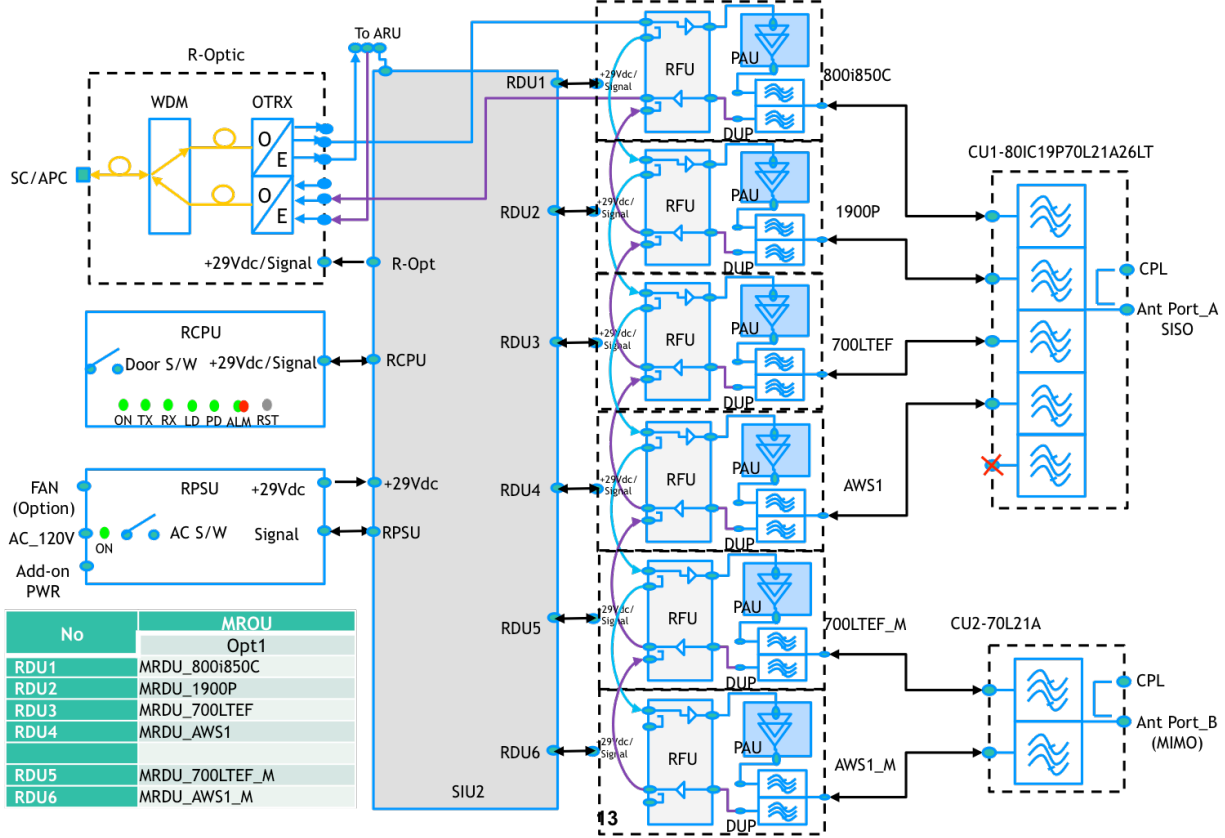 To ARU
R-Optic
WDM
OTRX
O
E
O
E
SC/APC
+29Vdc/Signal
R-Opt
RCPU
Door S/W
+29Vdc/Signal
RCPU
ON TX RX LD PD ALM RST
FAN
(Option)
RPSU
+29Vdc
+29Vdc
AC_120V
ON
AC S/W
Signal
RPSU
Add-on
PWR
SIU2
RDU1
RDU2
RDU3
RDU4
RDU5
RDU6
+29Vdc/
Signal
RFU
PAU
DUP
800i850C
+29Vdc/
Signal
RFU
PAU
DUP
1900P
+29Vdc/
Signal
RFU
PAU
DUP
700LTEF
+29Vdc/
Signal
RFU
PAU
DUP
AWS1
29Vdc/
Signal
RFU
PAU
DUP
700LTEF_M
29Vdc/
Signal
RFU
PAU
DUP
AWS1_M
13
CU1-80IC19P70L21A26LT
CPL
Ant Port_A
SISO
CU2-70L21A
CPL
Ant Port_B
(MIMO)
No MROU
Opt1
RDU1 MRDU_800i850C
RDU2 MRDU_1900P
RDU3 MRDU_700LTEF
RDU4 MRDU_AWS1
RDU5 MRDU_700LTEF_M
RDU6 MRDU_AWS1_M